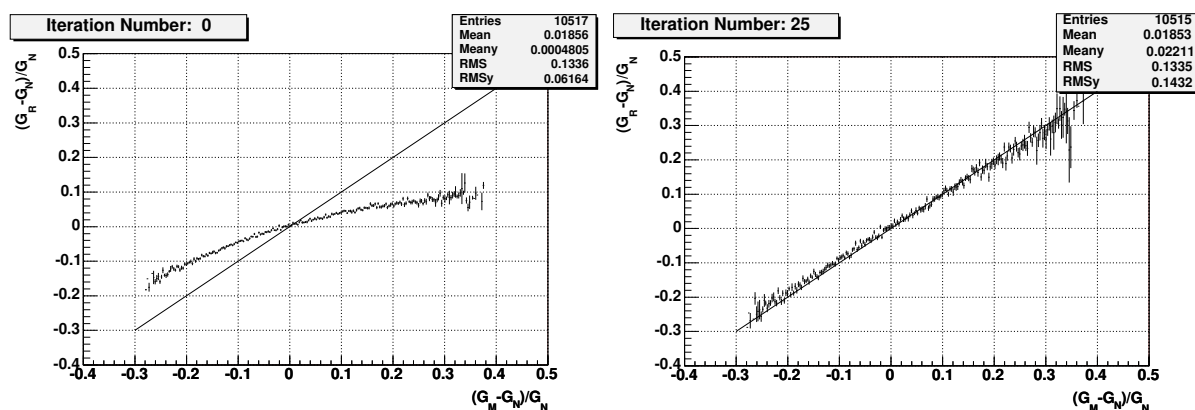 Iteration Number: 0
Entries 10517
Mean 0.01856
Meany 0.0004805
RMS 0.1336
RMSy 0.06164
(G_R-G_N)/G_N
0.5
0.4
0.3
0.2
0.1
0
-0.1
-0.2
-0.3
-0.4
-0.4 -0.3 -0.2 -0.1 0 0.1 0.2 0.3 0.4 0.5
(G_M-G_N)/G_N
Iteration Number: 25
Entries 10515
Mean 0.01853
Meany 0.02211
RMS 0.1335
RMSy 0.1432
(G_R-G_N)/G_N
0.5
0.4
0.3
0.2
0.1
0
-0.1
-0.2
-0.3
-0.4
-0.4 -0.3 -0.2 -0.1 0 0.1 0.2 0.3 0.4 0.5
(G_M-G_N)/G_N